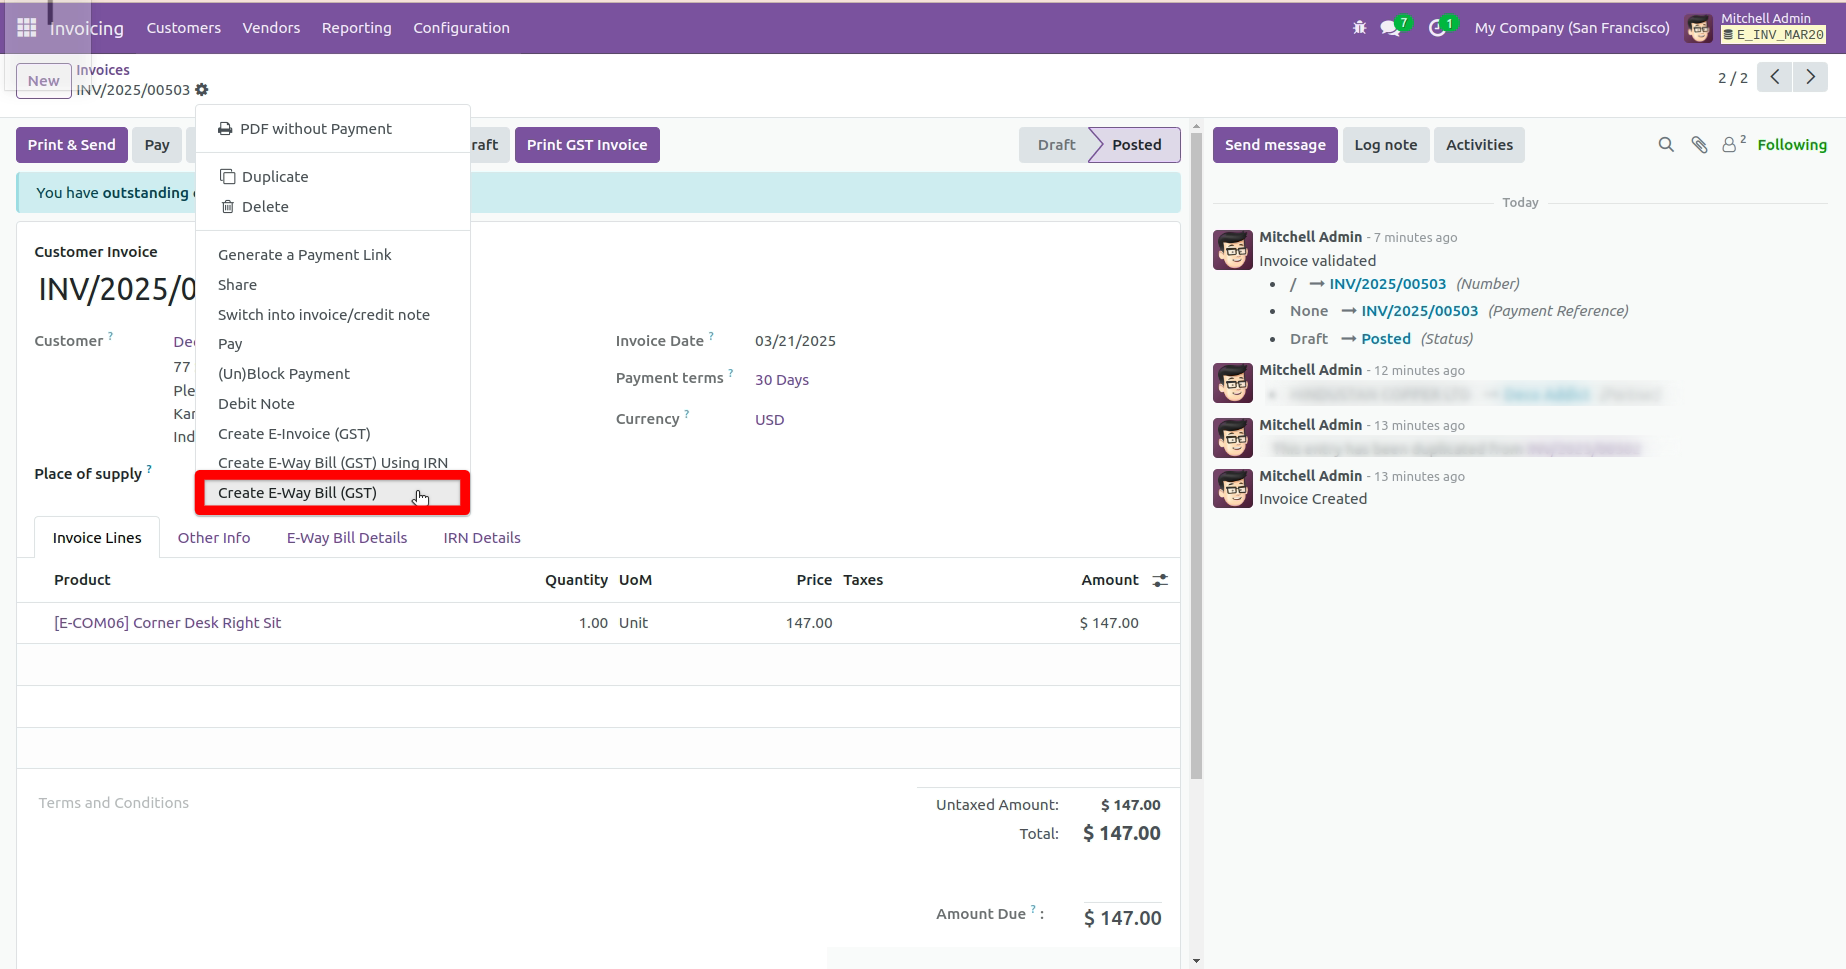 Invoicing Customers Vendors Reporting Configuration 7 1 My Company (San Francisco) Mitchell Admin
E_INV_MAR20
New Invoices
INV/2025/00503
2 / 2
PDF without Payment
Duplicate
Delete
Generate a Payment Link
Share
Switch into invoice/credit note
Pay
(Un)Block Payment
Debit Note
Create E-Invoice (GST)
Create E-Way Bill (GST) Using IRN
Create E-Way Bill (GST)
Print & Send Pay raft Print GST Invoice Draft Posted
You have outstanding
Customer Invoice
INV/2025/0
Customer ?
77
Ple
Kar
Ind
Place of supply ?
Invoice Date ? 03/21/2025
Payment terms ? 30 Days
Currency ? USD
Invoice Lines Other Info E-Way Bill Details IRN Details
Product Quantity UoM Price Taxes Amount
[E-COM06] Corner Desk Right Sit 1.00 Unit 147.00 $ 147.00
Terms and Conditions
Untaxed Amount: $ 147.00
Total: $ 147.00
Amount Due ? : $ 147.00
Send message Log note Activities 2 Following
Today
Mitchell Admin - 7 minutes ago
Invoice validated
/ → INV/2025/00503 (Number)
None → INV/2025/00503 (Payment Reference)
Draft → Posted (Status)
Mitchell Admin - 12 minutes ago
Mitchell Admin - 13 minutes ago
Mitchell Admin - 13 minutes ago
Invoice Created